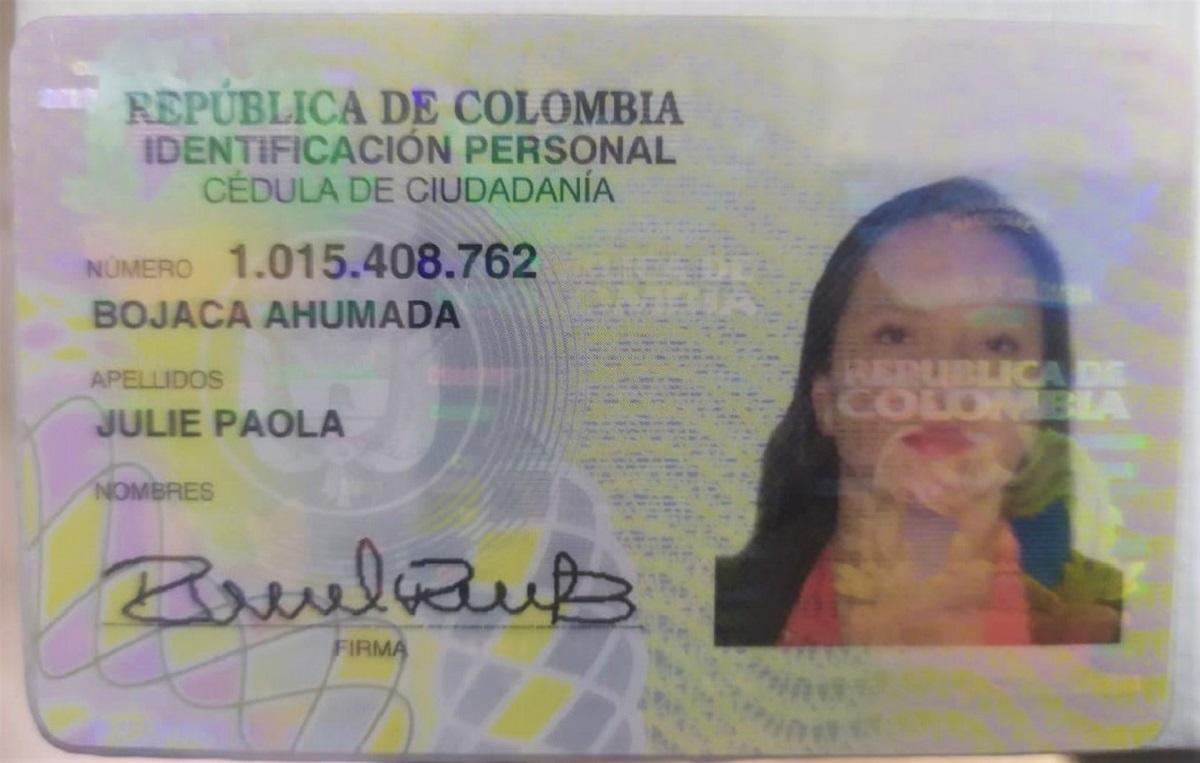 REPÚBLICA DE COLOMBIA
IDENTIFICACIÓN PERSONAL
CÉDULA DE CIUDADANÍA
NÚMERO 1.015.408.762
BOJACA AHUMADA
APELLIDOS
JULIE PAOLA
NOMBRES
FIRMA
REPUBLICA DE
COLOMBIA